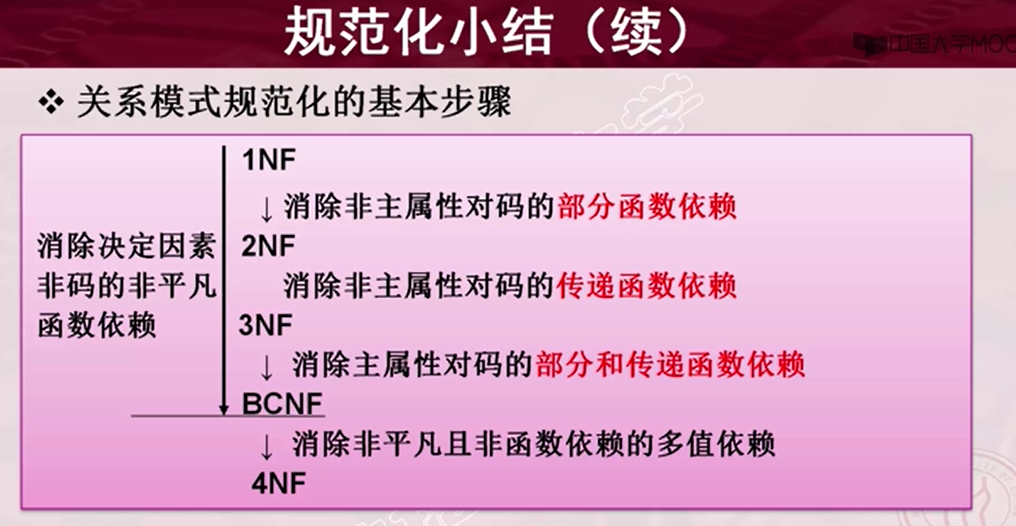 规范化小结（续）
中国大学MOO
❖ 关系模式规范化的基本步骤
1NF
↓消除非主属性对码的部分函数依赖
消除决定因素
非码的非平凡
函数依赖
2NF
消除非主属性对码的传递函数依赖
3NF
↓ 消除主属性对码的部分和传递函数依赖
BCNF
↓ 消除非平凡且非函数依赖的多值依赖
4NF